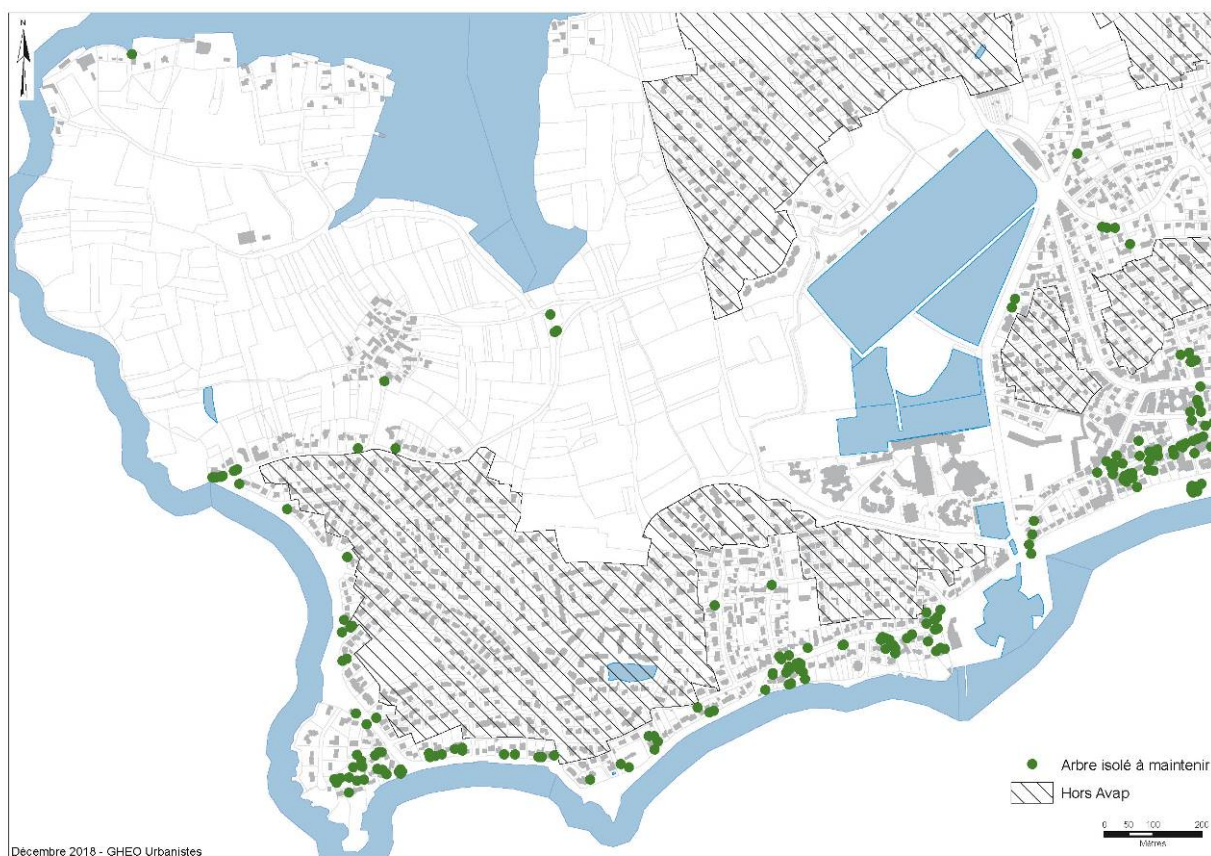 N
Arbre isolé à maintenir
Hors Avap
0 50 100 200
Mètres
Décembre 2018 - GHEO Urbanistes